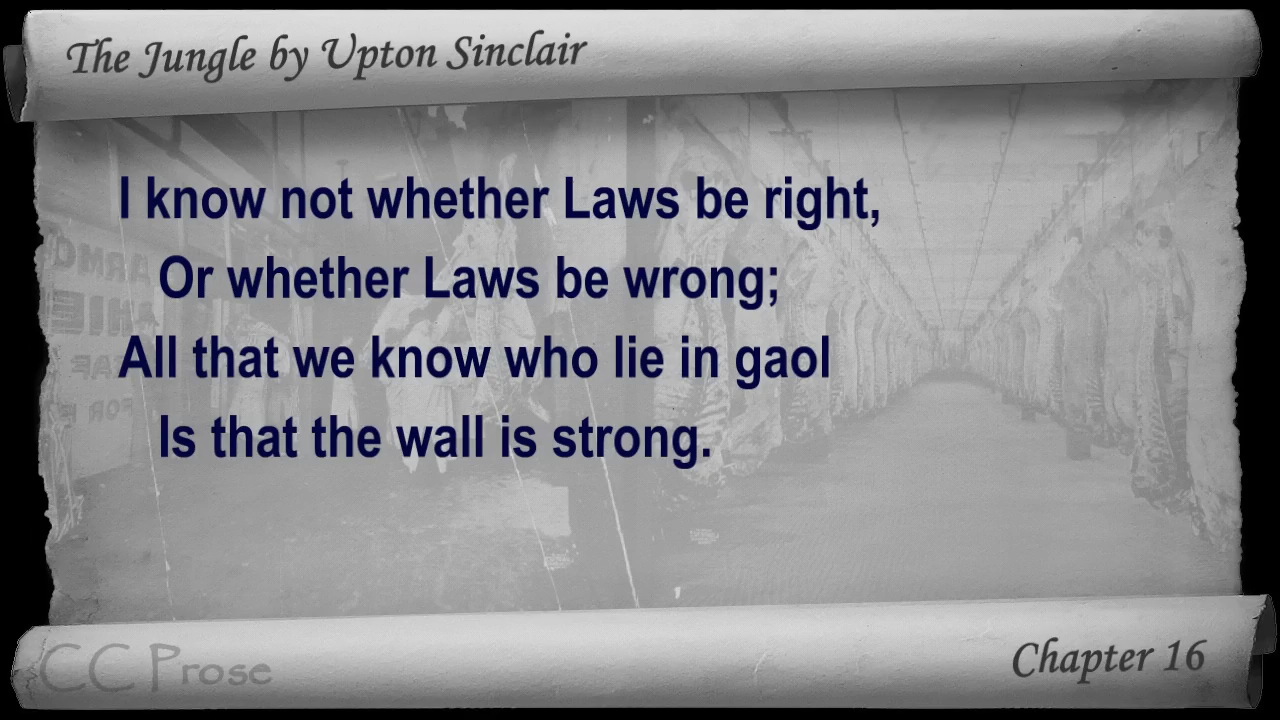 The Jungle by Upton Sinclair
I know not whether Laws be right,
Or whether Laws be wrong;
All that we know who lie in gaol
Is that the wall is strong.
CC Prose
Chapter 16